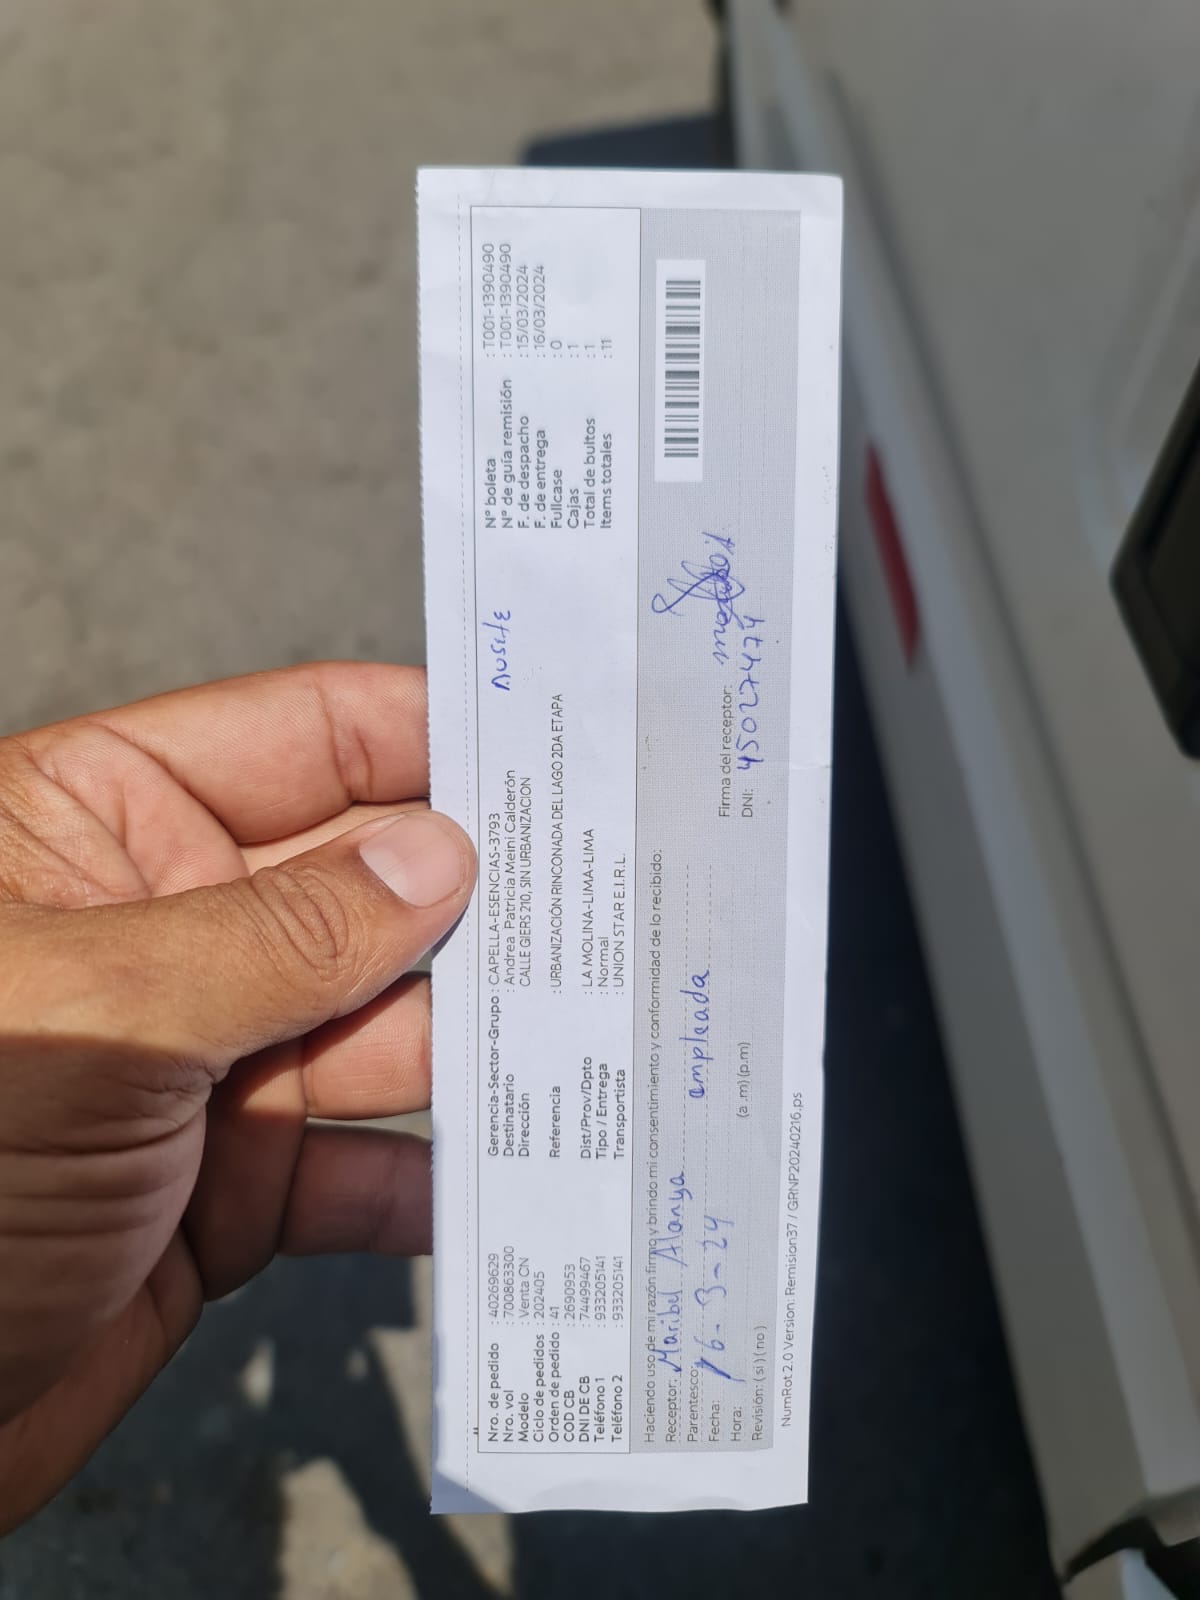 Nro. de pedido : 40269629
Nro. vol : 700863300
Modelo : Venta CN
Ciclo de pedidos : 202405
Orden de pedido : 41
COD CB : 2690953
DNI DE CB : 74499467
Teléfono 1 : 933205141
Teléfono 2 : 933205141
Gerencia-Sector-Grupo : CAPELLA-ESENCIAS-3793
Destinatario : Andrea Patricia Meini Calderón
Dirección CALLE GIERS 210, SIN URBANIZACION
Referencia : URBANIZACIÓN RINCONADA DEL LAGO 2DA ETAPA
Dist/Prov/Dpto : LA MOLINA-LIMA-LIMA
Tipo / Entrega : Normal
Transportista : UNION STAR E.I.R.L.
N° boleta : T001-1390490
N° de guía remisión : T001-1390490
F. de despacho : 15/03/2024
F. de entrega : 16/03/2024
Fullcase : 0
Cajas : 1
Total de bultos : 1
Items totales : 11
Haciendo uso de mi razón firmo y brindo mi consentimiento y conformidad de lo recibido:
Receptor: Maribel Alanya
Parentesco: empleada
Fecha: 16-3-24
Hora: (a .m) (p.m)
Revisión: ( si ) ( no )
Firma del receptor:
DNI: 45027474
NumRot 2.0 Version: Remision37 / GRNP20240216.ps